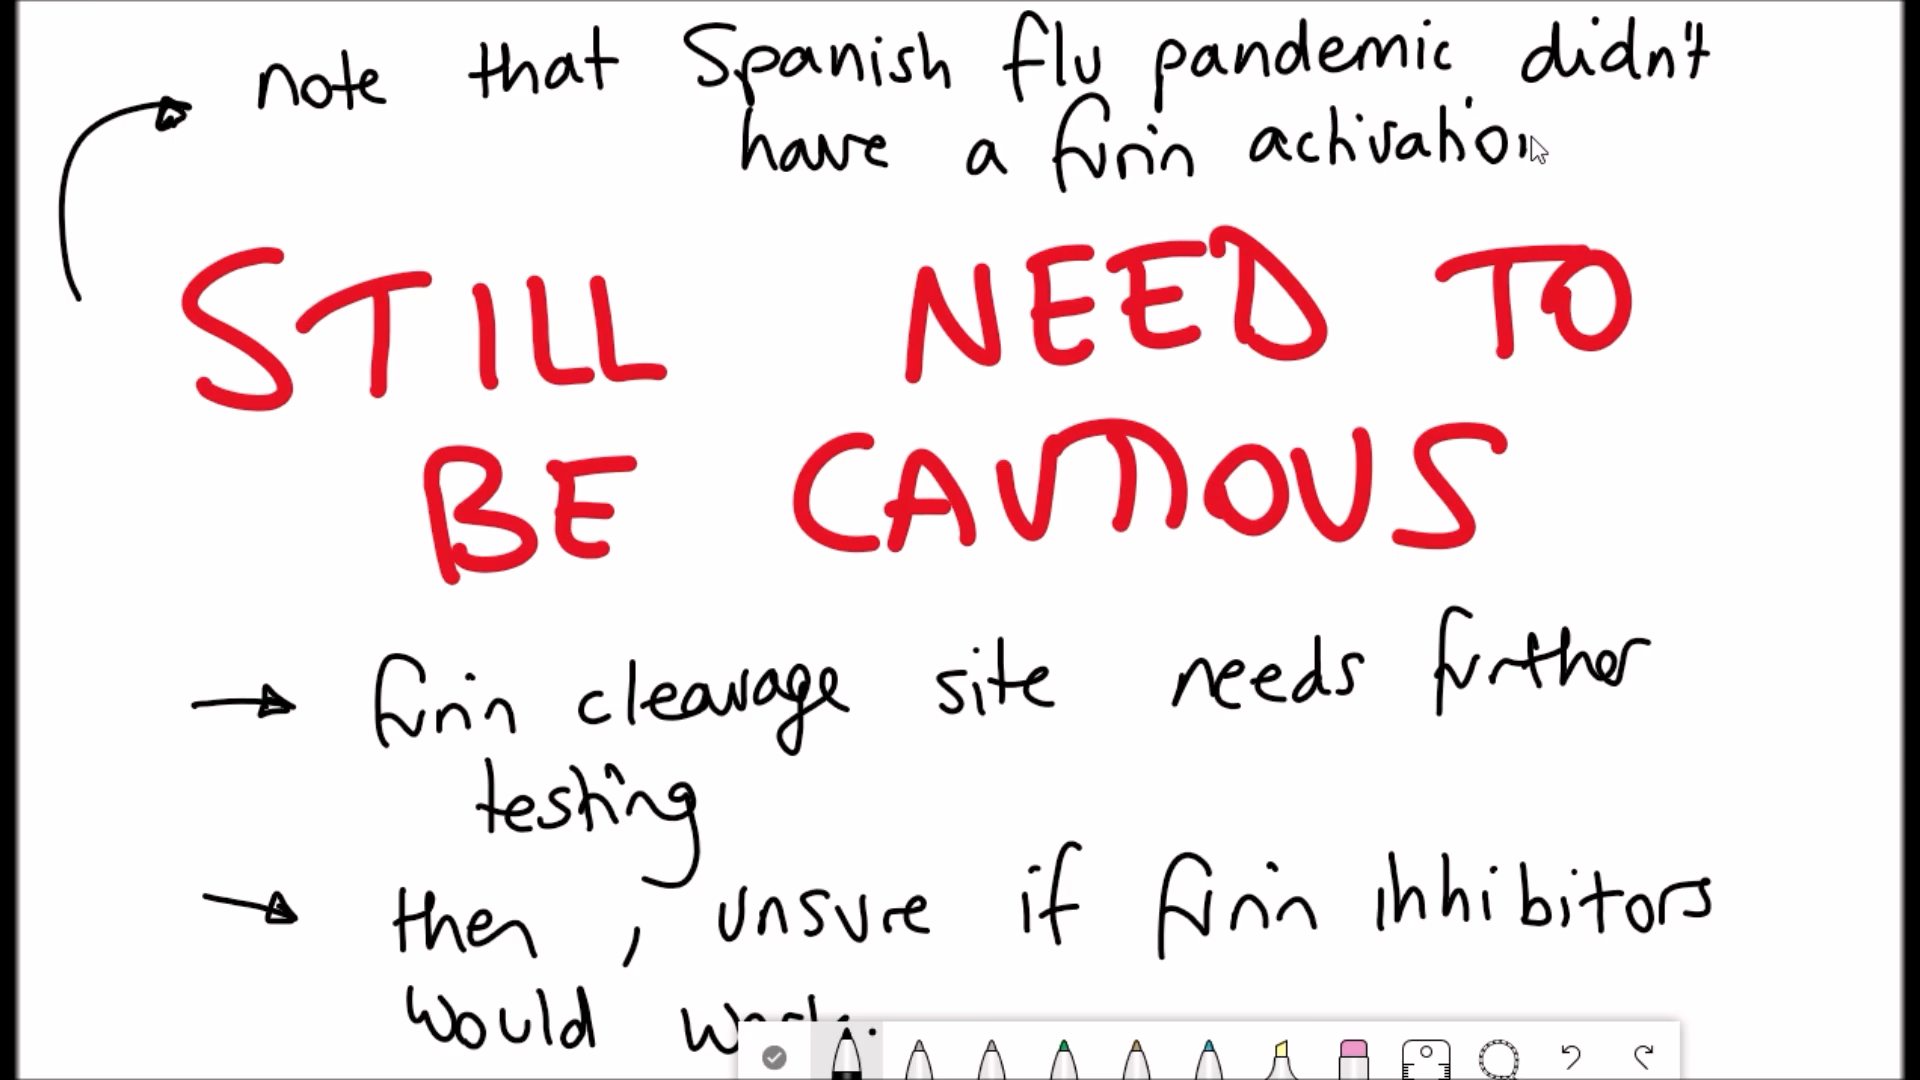 note that Spanish flu pandemic didn't
have a furin activation
STILL NEED TO
BE CAUTIOUS
furin cleavage site needs further
testing
then, unsure if furin inhibitors
would work.